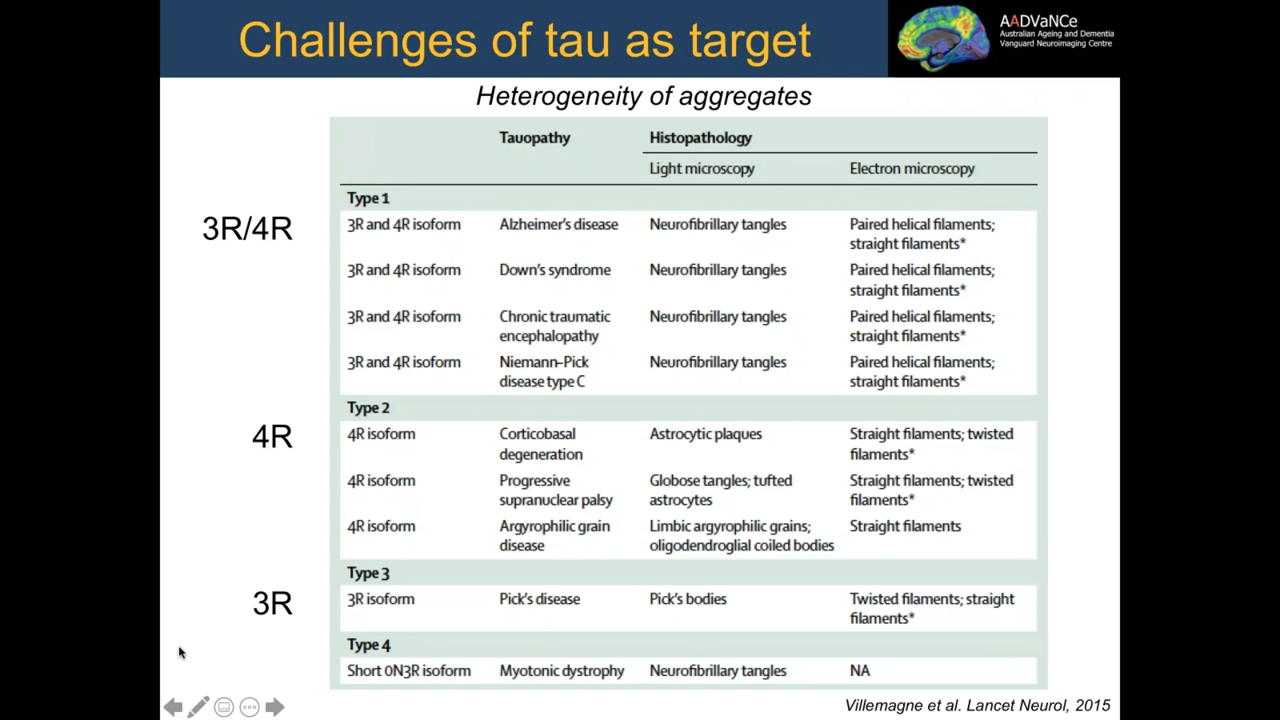 Challenges of tau as target
AADVaNCe
Australian Ageing and Dementia
Vanguard Neuroimaging Centre
Heterogeneity of aggregates
Tauopathy Histopathology
Light microscopy Electron microscopy
Type 1
3R/4R
3R and 4R isoform Alzheimer's disease Neurofibrillary tangles Paired helical filaments;
straight filaments*
3R and 4R isoform Down's syndrome Neurofibrillary tangles Paired helical filaments;
straight filaments*
3R and 4R isoform Chronic traumatic Neurofibrillary tangles Paired helical filaments;
encephalopathy straight filaments*
3R and 4R isoform Niemann–Pick Neurofibrillary tangles Paired helical filaments;
disease type C straight filaments*
Type 2
4R
4R isoform Corticobasal Astrocytic plaques Straight filaments; twisted
degeneration filaments*
4R isoform Progressive Globose tangles; tufted Straight filaments; twisted
supranuclear palsy astrocytes filaments*
4R isoform Argyrophilic grain Limbic argyrophilic grains; Straight filaments
disease oligodendroglial coiled bodies
Type 3
3R
3R isoform Pick's disease Pick's bodies Twisted filaments; straight
filaments*
Type 4
Short 0N3R isoform Myotonic dystrophy Neurofibrillary tangles NA
Villemagne et al. Lancet Neurol, 2015